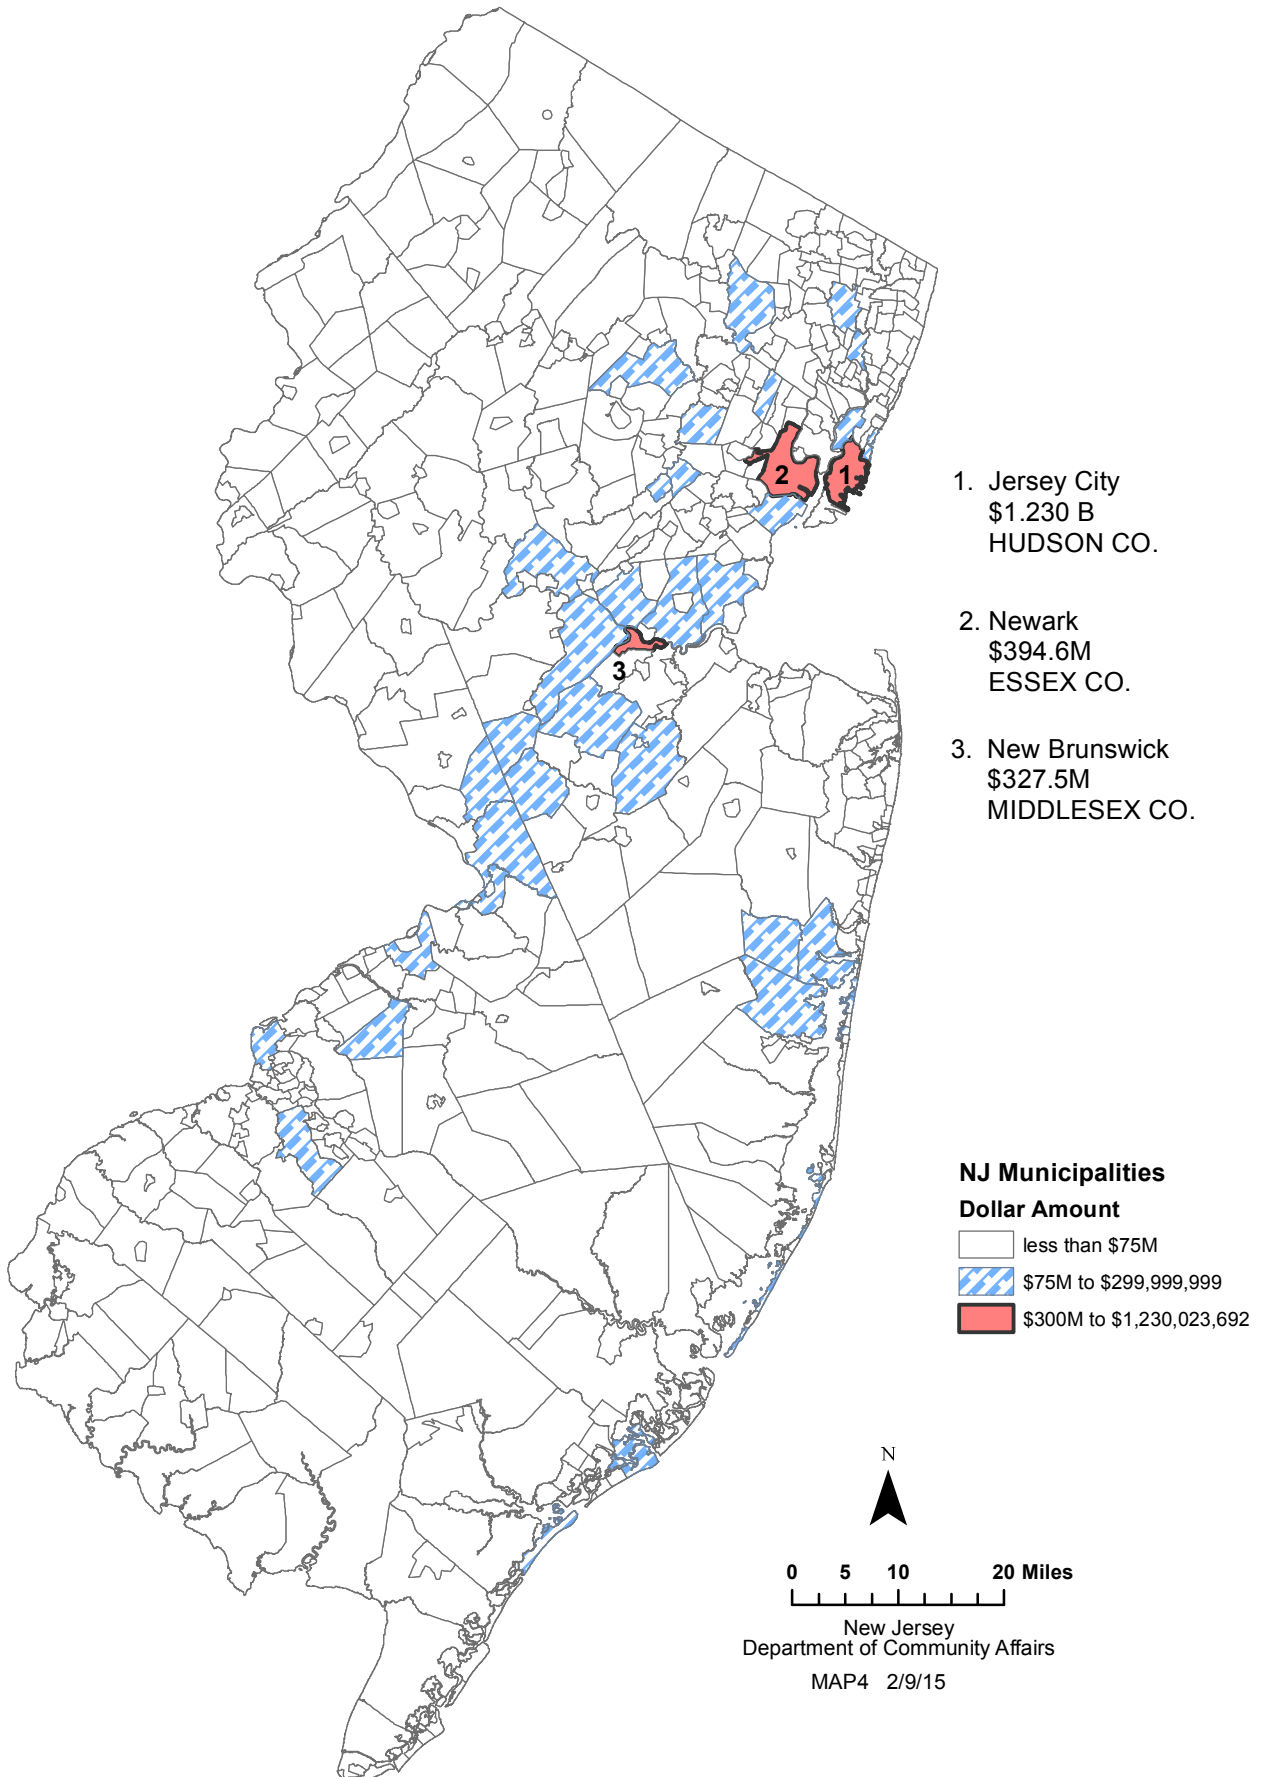 1. Jersey City
$1.230 B
HUDSON CO.
2. Newark
$394.6M
ESSEX CO.
3. New Brunswick
$327.5M
MIDDLESEX CO.
2
1
3
NJ Municipalities
Dollar Amount
less than $75M
$75M to $299,999,999
$300M to $1,230,023,692
N
0 5 10 20 Miles
New Jersey
Department of Community Affairs
MAP4 2/9/15